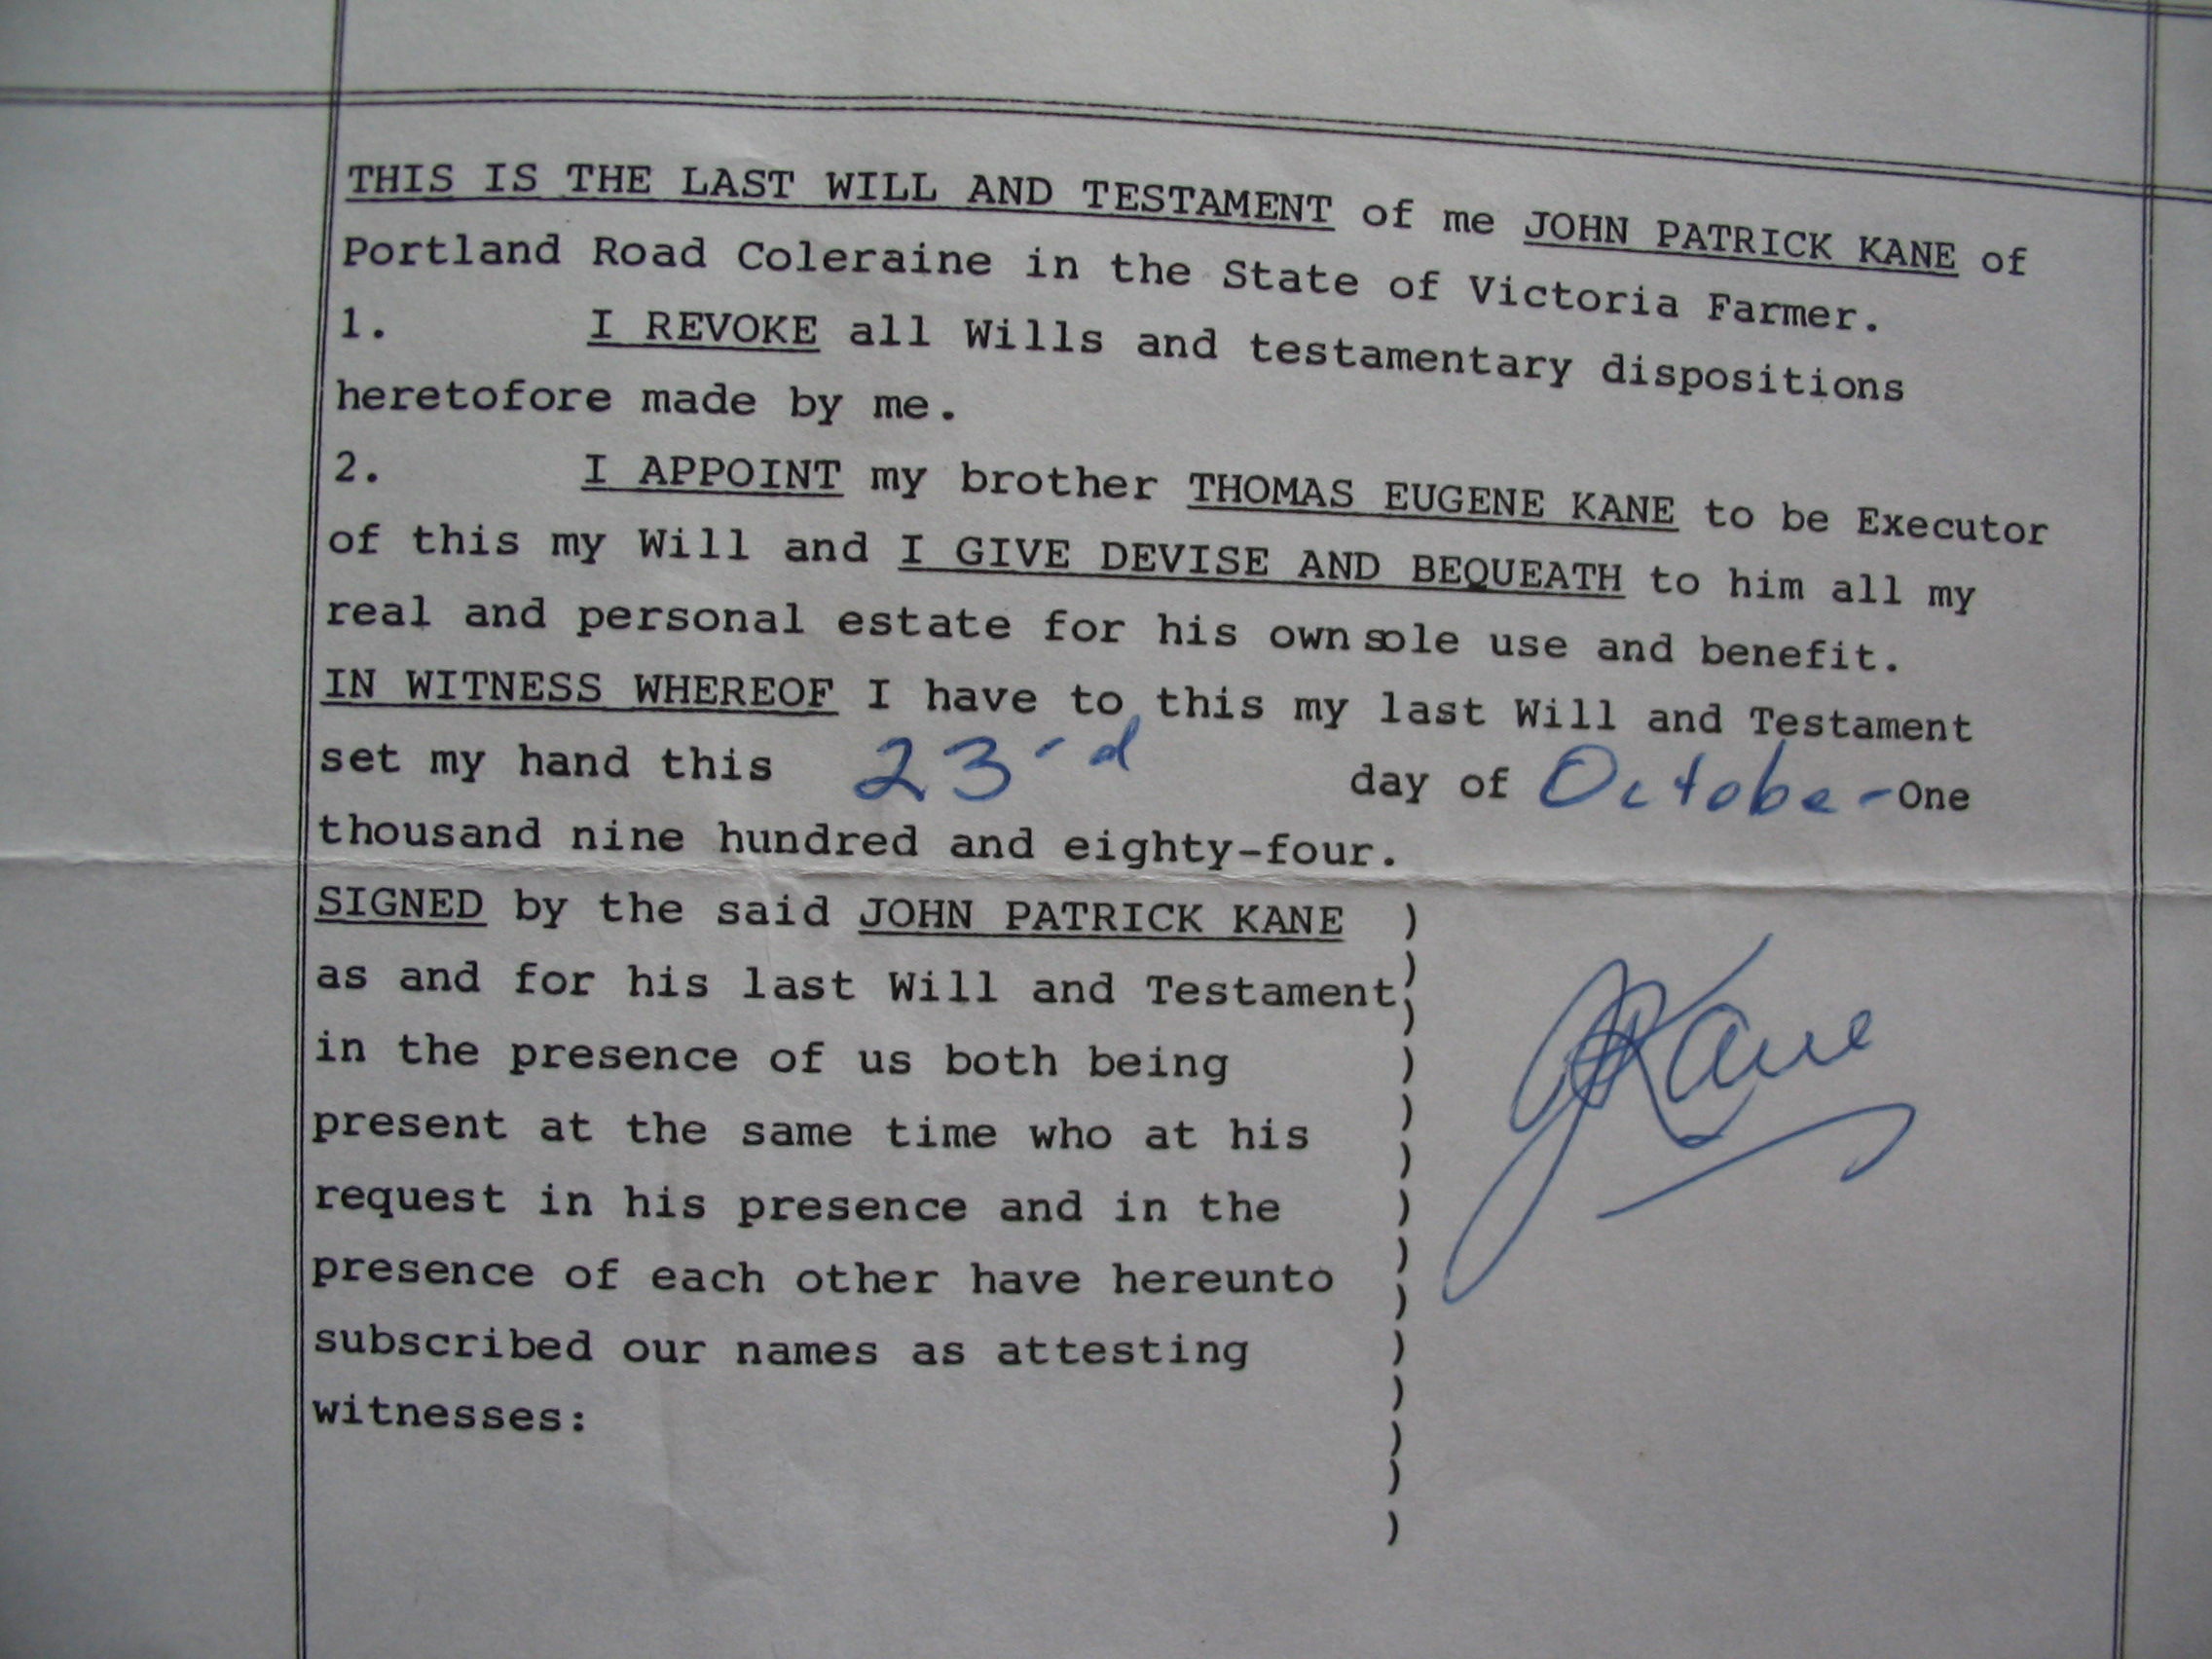 THIS IS THE LAST WILL AND TESTAMENT of me JOHN PATRICK KANE of
Portland Road Coleraine in the State of Victoria Farmer.
1. I REVOKE all Wills and testamentary dispositions
heretofore made by me.
2. I APPOINT my brother THOMAS EUGENE KANE to be Executor
of this my Will and I GIVE DEVISE AND BEQUEATH to him all my
real and personal estate for his own sole use and benefit.
IN WITNESS WHEREOF I have to this my last Will and Testament
set my hand this 23rd day of October One
thousand nine hundred and eighty-four.
SIGNED by the said JOHN PATRICK KANE )
as and for his last Will and Testament )
in the presence of us both being )
present at the same time who at his )
request in his presence and in the )
presence of each other have hereunto )
subscribed our names as attesting )
witnesses: )
JPKane